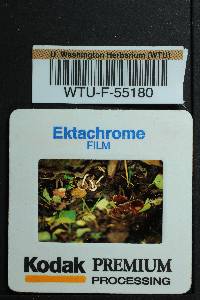 U. Washington Herbarium (WTU)
WTU-F-55180
Ektachrome
FILM
Kodak PREMIUM
PROCESSING